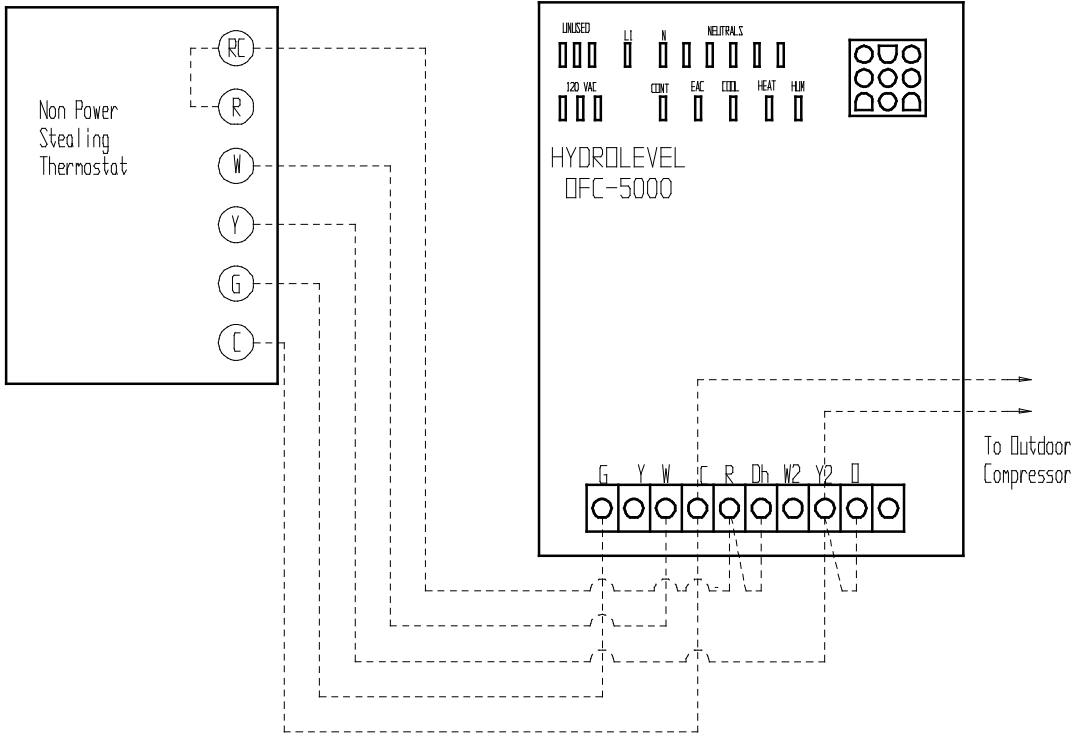 RC
R
Non Power
Stealing
Thermostat
W
Y
G
C
UNUSED
L1 N NEUTRALS
120 VAC CONT EAC COOL HEAT HUM
HYDROLEVEL
OFC-5000
To Outdoor
Compressor
G Y W C R Dh W2 Y2 O